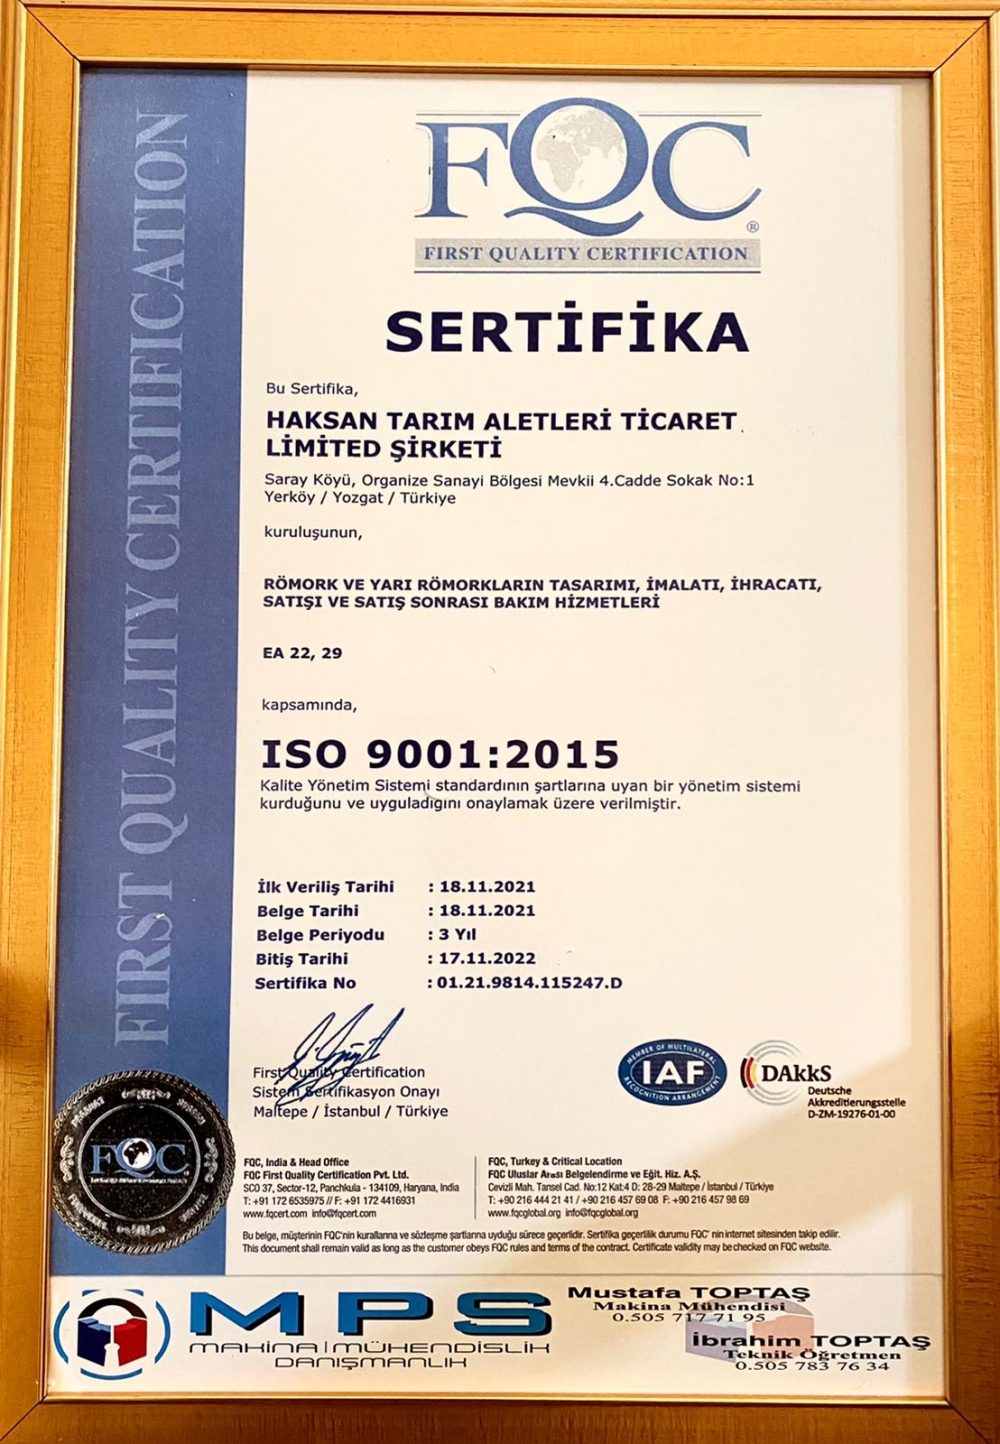 FIRST QUALITY CERTIFICATION
FQC
®
FIRST QUALITY CERTIFICATION
SERTİFİKA
Bu Sertifika,
HAKSAN TARIM ALETLERİ TİCARET
LİMİTED ŞİRKETİ
Saray Köyü, Organize Sanayi Bölgesi Mevkii 4.Cadde Sokak No:1
Yerköy / Yozgat / Türkiye
kuruluşunun,
RÖMORK VE YARI RÖMORKLARIN TASARIMI, İMALATI, İHRACATI,
SATIŞI VE SATIŞ SONRASI BAKIM HİZMETLERİ
EA 22, 29
kapsamında,
ISO 9001:2015
Kalite Yönetim Sistemi standardının şartlarına uyan bir yönetim sistemi
kurduğunu ve uyguladıgını onaylamak üzere verilmiştir.
İlk Veriliş Tarihi : 18.11.2021
Belge Tarihi : 18.11.2021
Belge Periyodu : 3 Yıl
Bitiş Tarihi : 17.11.2022
Sertifika No : 01.21.9814.115247.D
First Quality Certification
Sistem Sertifikasyon Onayı
Maltepe / İstanbul / Türkiye
MEMBER OF MULTILATERAL
IAF
RECOGNITION ARRANGEMENT
DAkkS
Deutsche
Akkreditierungsstelle
D-ZM-19276-01-00
FQC
FQC, India & Head Office
FQC First Quality Certification Pvt. Ltd.
SCO 37, Sector-12, Panchkula - 134109, Haryana, India
T: +91 172 6535975 // F: +91 172 4416931
www.fqcert.com info@fqcert.com
FQC, Turkey & Critical Location
FQC Uluslar Arası Belgelendirme ve Eğit. Hiz. A.Ş.
Cevizli Mah. Tansel Cad. No:12 Kat:4 D: 28-29 Maltepe / İstanbul / Türkiye
T: +90 216 444 21 41 / +90 216 457 69 08 F: +90 216 457 98 69
www.fqcglobal.org info@fqcglobal.org
Bu belge, müşterinin FQC'nin kurallarına ve sözleşme şartlarına uyduğu sürece geçerlidir. Sertifika geçerlilik durumu FQC' nin internet sitesinden takip edilir.
This document shall remain valid as long as the customer obeys FQC rules and terms of the contract. Certificate validity may be checked on FQC website.
MPS
MAKİNA MÜHENDİSLİK
DANIŞMANLIK
Mustafa TOPTAŞ
Makina Mühendisi
0.505 717 71 95
İbrahim TOPTAŞ
Teknik Öğretmen
0.505 783 76 34